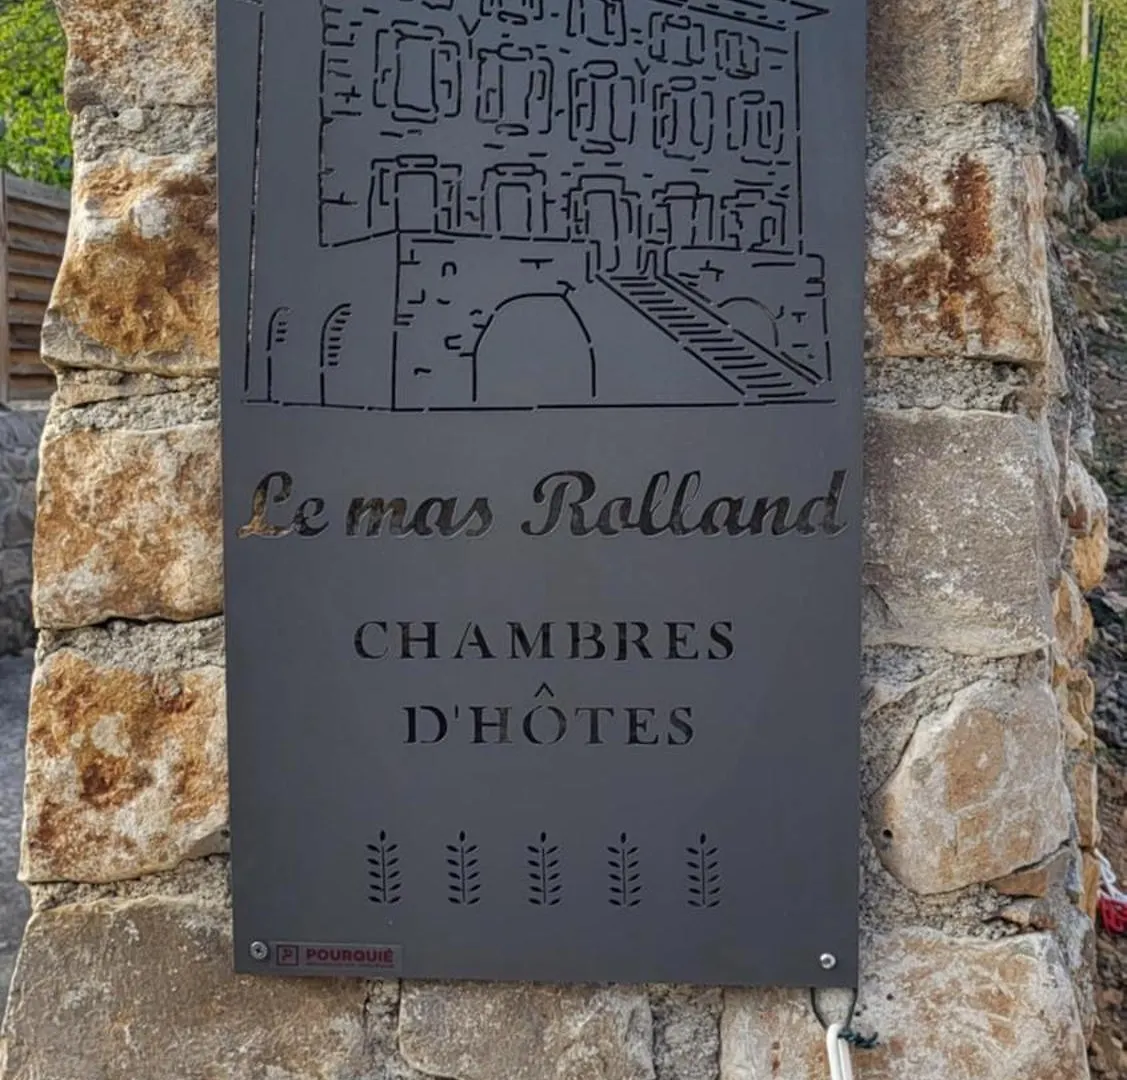 Le mas Rolland
CHAMBRES
D'HÔTES
POURQUIÉ